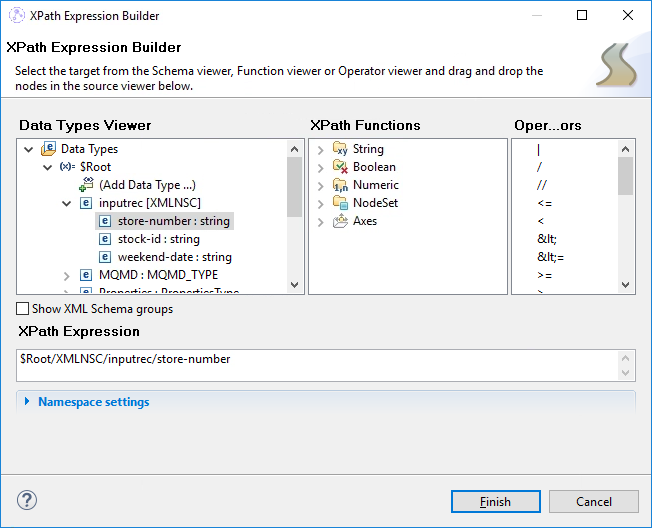 XPath Expression Builder
XPath Expression Builder
Select the target from the Schema viewer, Function viewer or Operator viewer and drag and drop the
nodes in the source viewer below.
Data Types Viewer
Data Types
(x)= $Root
(Add Data Type ...)
inputrec [XMLNSC]
store-number : string
stock-id : string
weekend-date : string
MQMD : MQMD_TYPE
Properties : PropertiesType
XPath Functions
String
Boolean
Numeric
NodeSet
Axes
Oper...ors
|
/
//
<=
<
&lt;
&lt;=
>=
>
Show XML Schema groups
XPath Expression
$Root/XMLNSC/inputrec/store-number
Namespace settings
?
Finish
Cancel